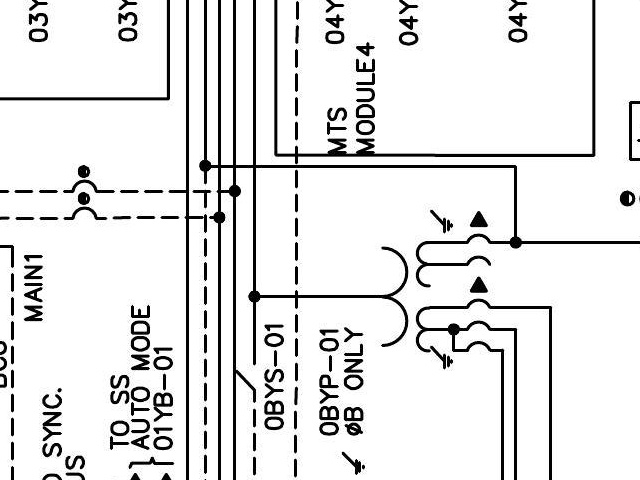 03Y
03Y
04Y
04Y
04Y
MTS
MODULE4
MAIN1
SYNC.
TO SS
AUTO MODE
01YB-01
0BYS-01
0BYP-01
øB ONLY